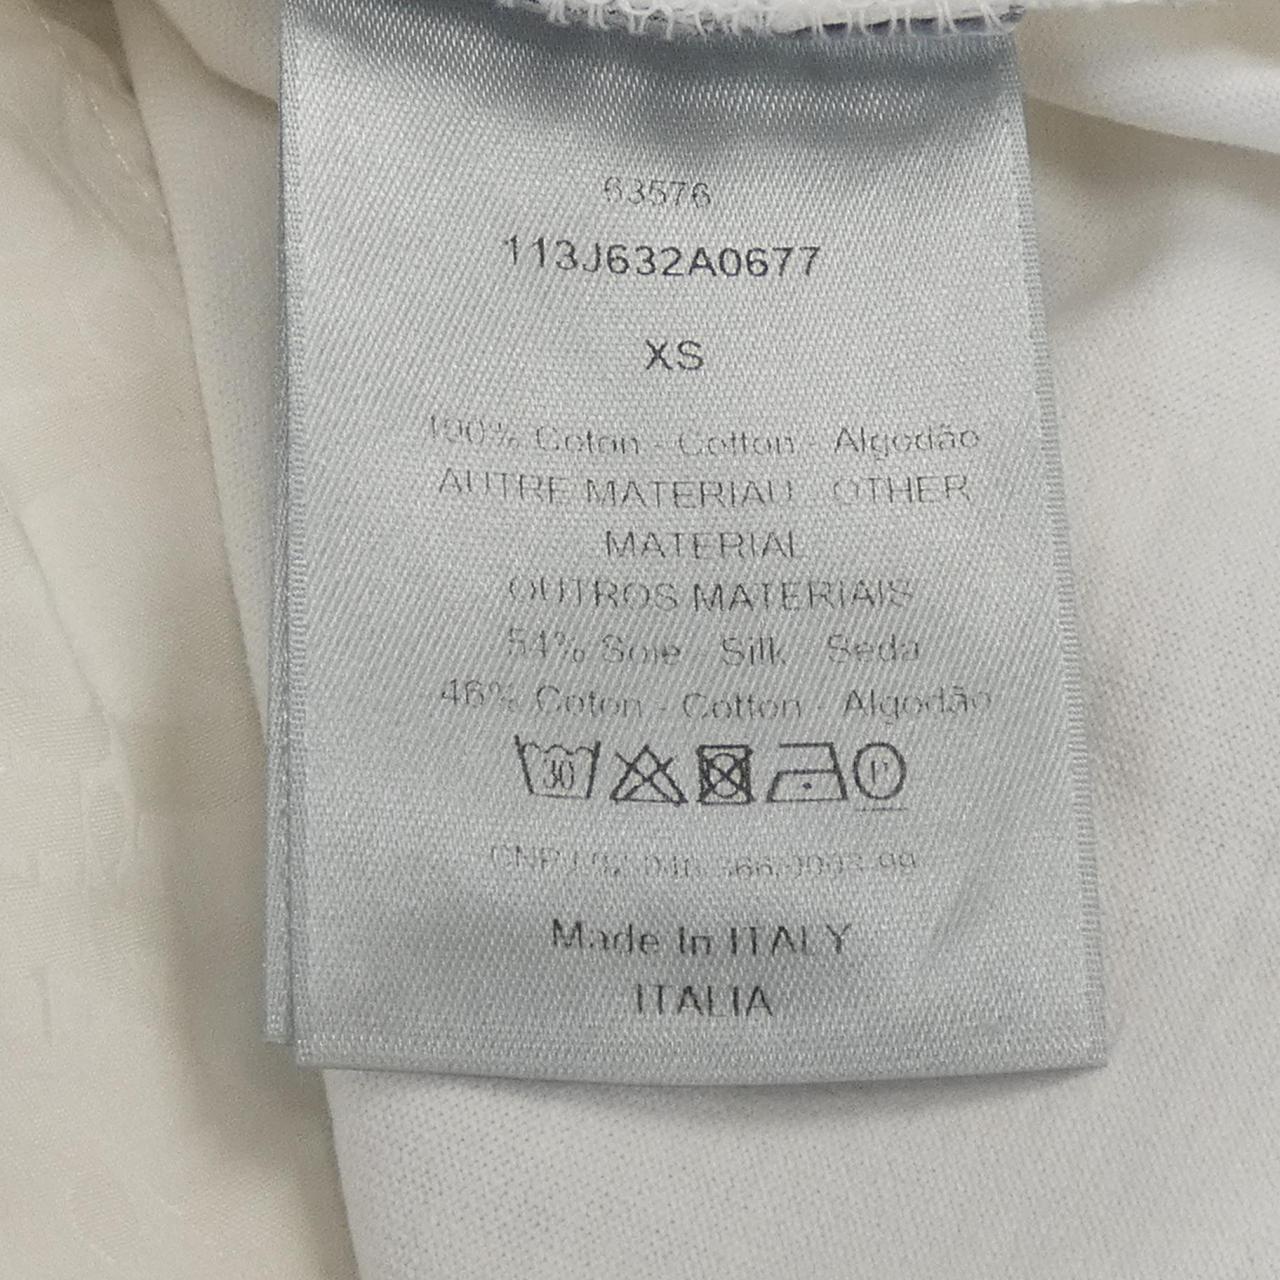 63576
113J632A0677
XS
100% Coton - Cotton - Algodão
AUTRE MATERIAU - OTHER
MATERIAL
OUTROS MATERIAIS
54% Soie - Silk - Seda
46% Coton - Cotton - Algodão
30 P
Made In ITALY
ITALIA